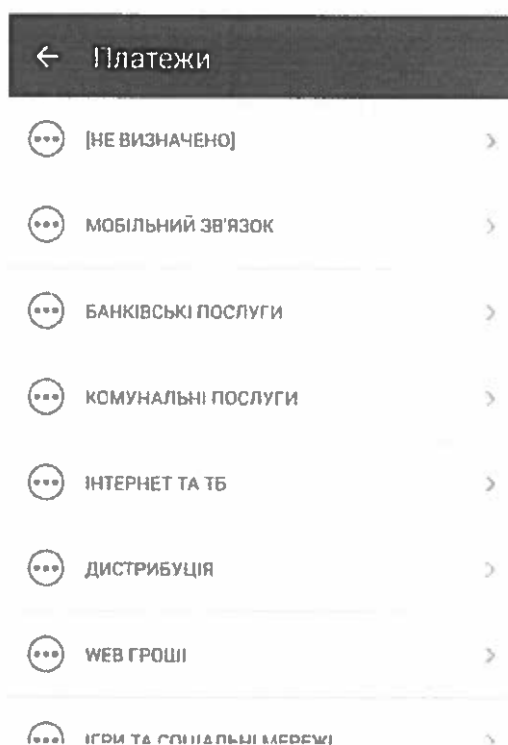 Платежи
[НЕ ВИЗНАЧЕНО]
МОБІЛЬНИЙ ЗВ'ЯЗОК
БАНКІВСЬКІ ПОСЛУГИ
КОМУНАЛЬНІ ПОСЛУГИ
ІНТЕРНЕТ ТА ТБ
ДИСТРИБУЦІЯ
WEB ГРОШІ
ІГРИ ТА СОЦІАЛЬНІ МЕРЕЖІ